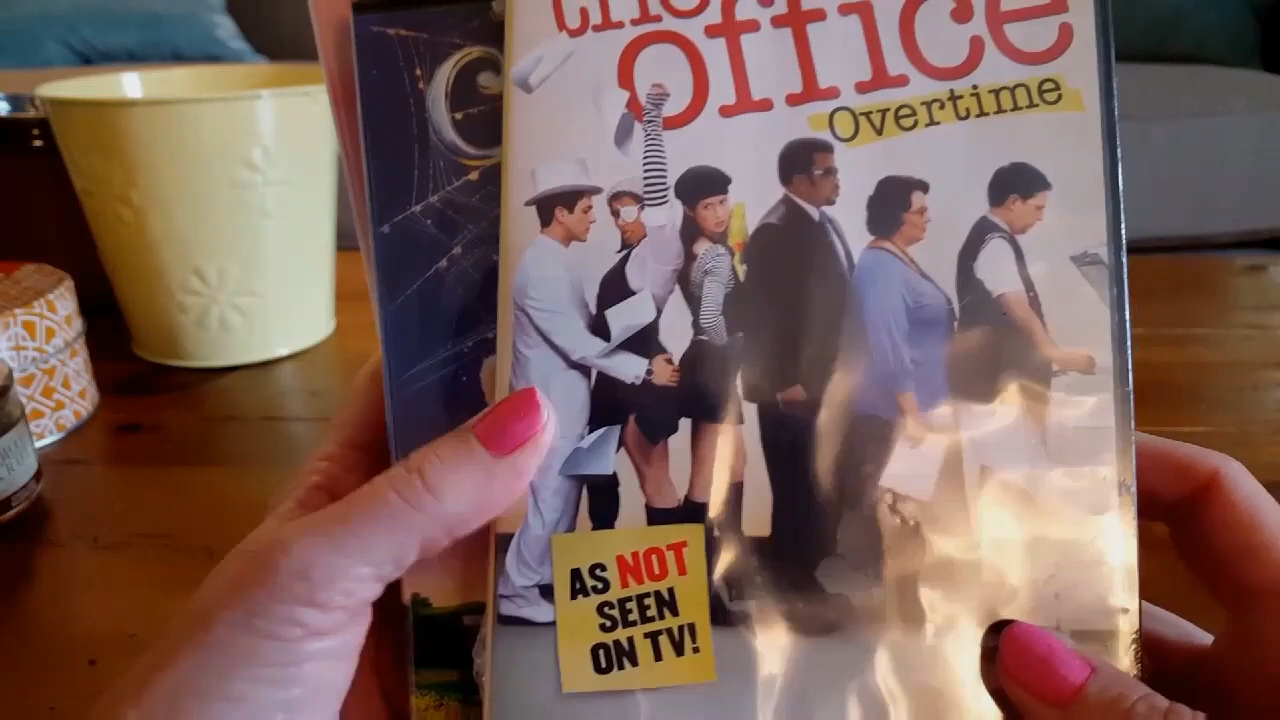 the
office
Overtime
AS NOT
SEEN
ON TV!